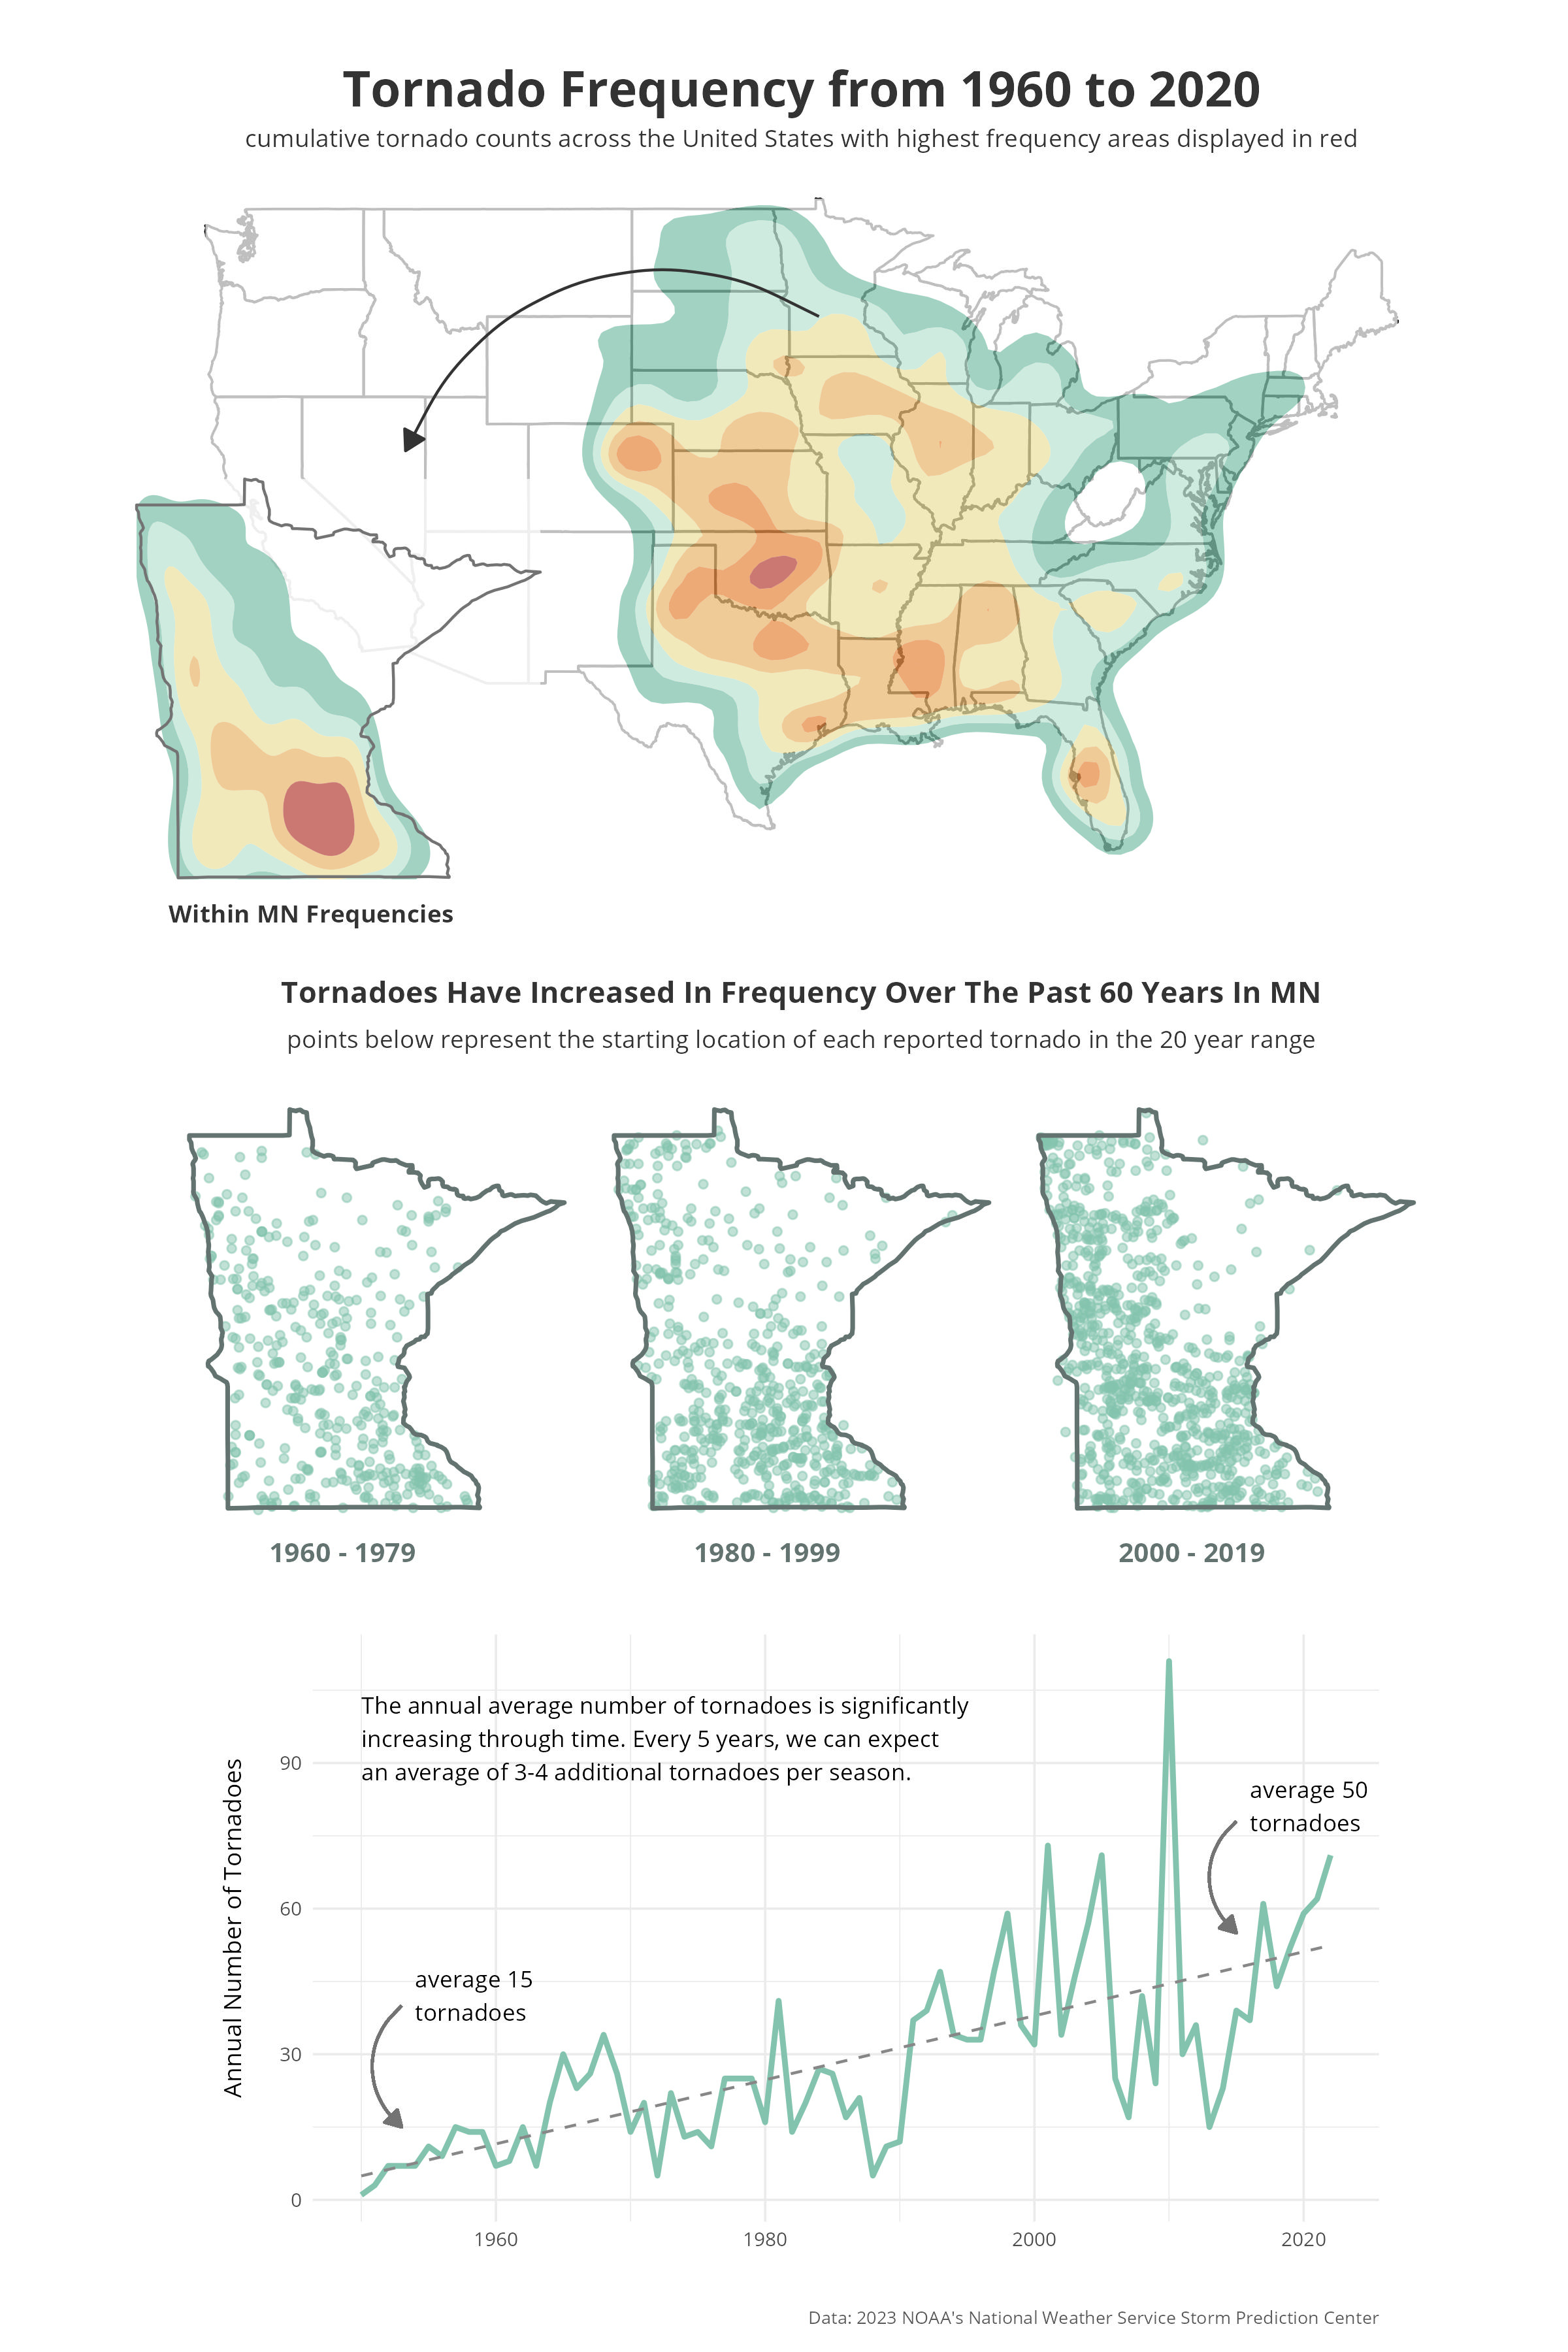 Tornado Frequency from 1960 to 2020
cumulative tornado counts across the United States with highest frequency areas displayed in red
Within MN Frequencies
Tornadoes Have Increased In Frequency Over The Past 60 Years In MN
points below represent the starting location of each reported tornado in the 20 year range
1960 - 1979
1980 - 1999
2000 - 2019
The annual average number of tornadoes is significantly
increasing through time. Every 5 years, we can expect
an average of 3-4 additional tornadoes per season.
average 50
tornadoes
average 15
tornadoes
Annual Number of Tornadoes
90
60
30
0
1960
1980
2000
2020
Data: 2023 NOAA's National Weather Service Storm Prediction Center